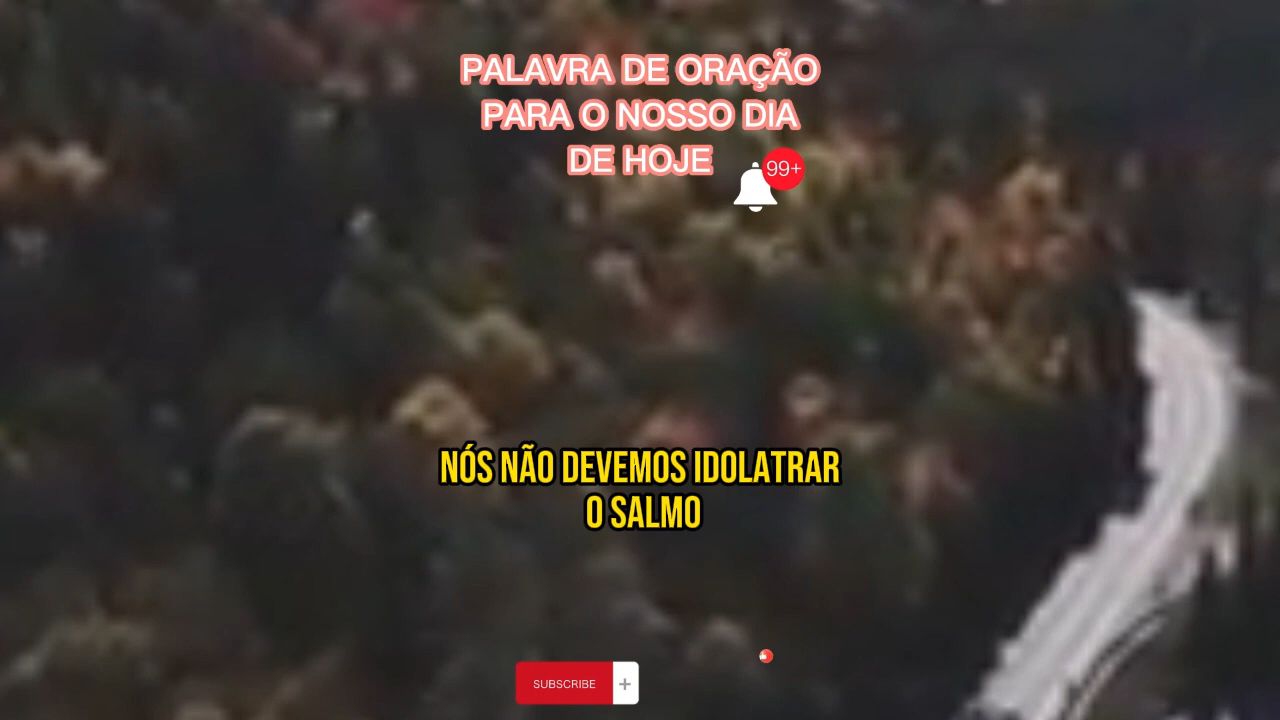 PALAVRA DE ORAÇÃO
PARA O NOSSO DIA
DE HOJE
99+
NÓS NÃO DEVEMOS IDOLATRAR
O SALMO
SUBSCRIBE